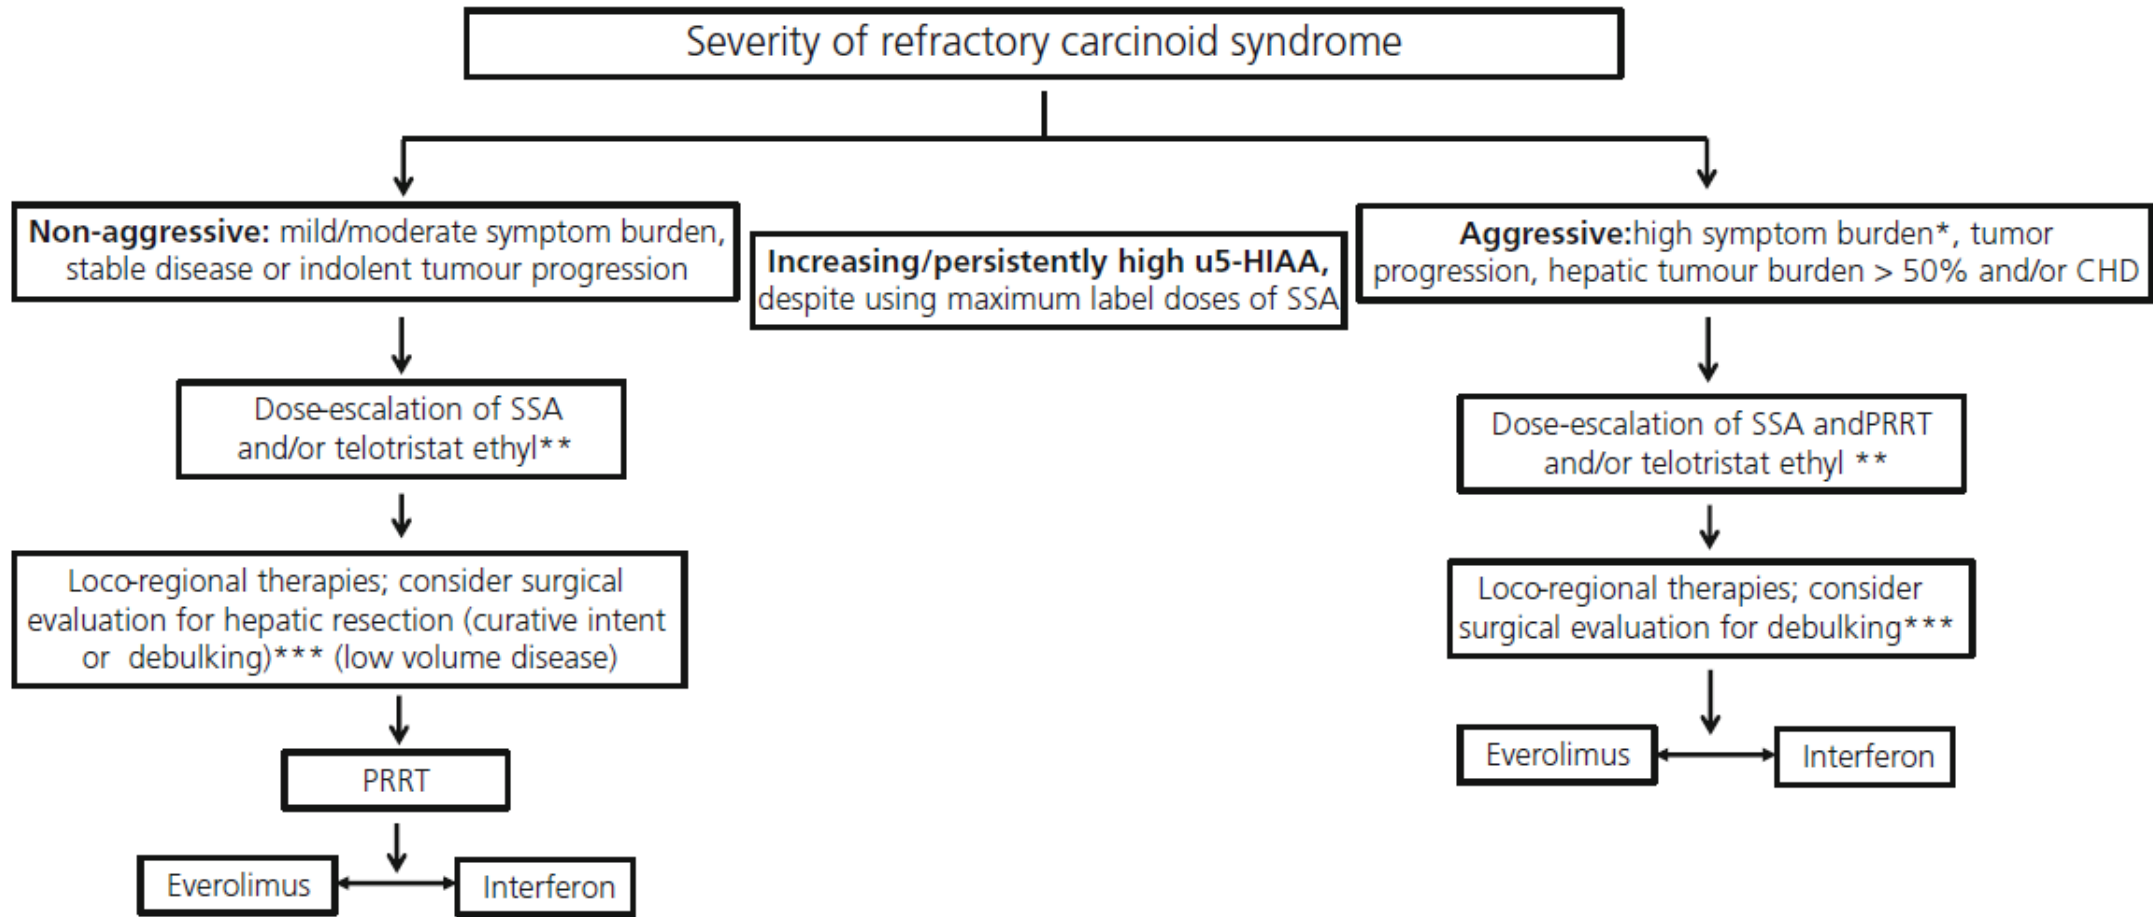 Severity of refractory carcinoid syndrome
Non-aggressive: mild/moderate symptom burden,
stable disease or indolent tumour progression
Increasing/persistently high u5-HIAA,
despite using maximum label doses of SSA
Aggressive:high symptom burden*, tumor
progression, hepatic tumour burden > 50% and/or CHD
Dose-escalation of SSA
and/or telotristat ethyl**
Dose-escalation of SSA andPRRT
and/or telotristat ethyl **
Loco-regional therapies; consider surgical
evaluation for hepatic resection (curative intent
or debulking)*** (low volume disease)
Loco-regional therapies; consider
surgical evaluation for debulking***
PRRT
Everolimus
Interferon
Everolimus
Interferon